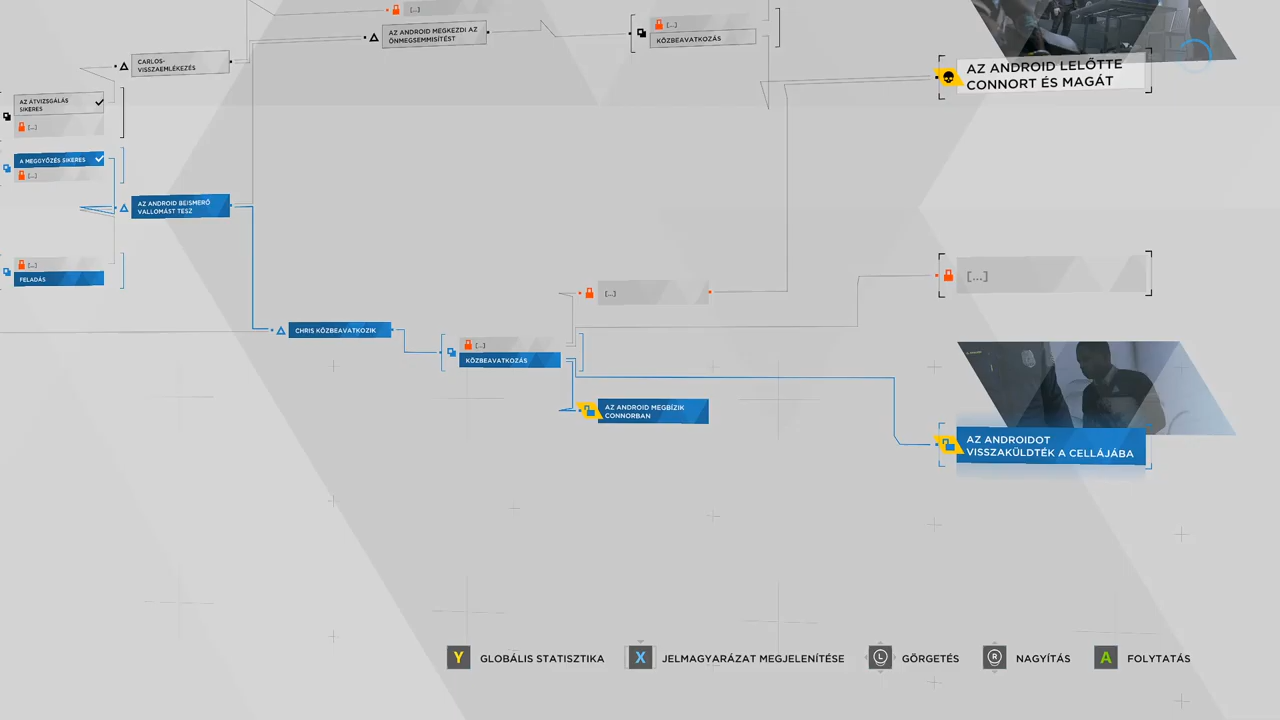 [...]
AZ ANDROID MEGKEZDI AZ
ÖNMEGSEMMISÍTÉST
[...]
KÖZBEAVATKOZÁS
CARLOS-
VISSZAEMLÉKEZÉS
AZ ANDROID LELŐTTE
CONNORT ÉS MAGÁT
AZ ÁTVIZSGÁLÁS
SIKERES
[...]
A MEGGYŐZÉS SIKERES
[...]
AZ ANDROID BEISMERŐ
VALLOMÁST TESZ
[...]
FELADÁS
[...]
[...]
CHRIS KÖZBEAVATKOZIK
[...]
KÖZBEAVATKOZÁS
AZ ANDROID MEGBÍZIK
CONNORBAN
AZ ANDROIDOT
VISSZAKÜLDTÉK A CELLÁJÁBA
Y GLOBÁLIS STATISZTIKA
X JELMAGYARÁZAT MEGJELENÍTÉSE
L GÖRGETÉS
R NAGYÍTÁS
A FOLYTATÁS